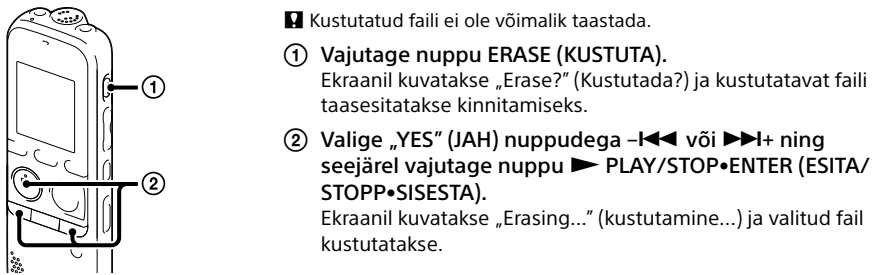 ! Kustutatud faili ei ole võimalik taastada.
① Vajutage nuppu ERASE (KUSTUTA).
Ekraanil kuvatakse „Erase?” (Kustutada?) ja kustutatavat faili
taasesitatakse kinnitamiseks.
② Valige „YES” (JAH) nuppudega –⏮ või ⏭+ ning
seejärel vajutage nuppu ► PLAY/STOP•ENTER (ESITA/
STOPP•SISESTA).
Ekraanil kuvatakse „Erasing...” (kustutamine...) ja valitud fail
kustutatakse.
①
②